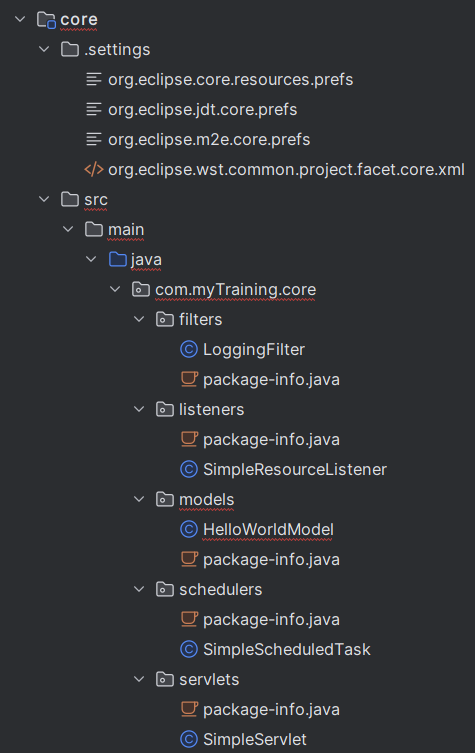 core
.settings
org.eclipse.core.resources.prefs
org.eclipse.jdt.core.prefs
org.eclipse.m2e.core.prefs
org.eclipse.wst.common.project.facet.core.xml
src
main
java
com.myTraining.core
filters
LoggingFilter
package-info.java
listeners
package-info.java
SimpleResourceListener
models
HelloWorldModel
package-info.java
schedulers
package-info.java
SimpleScheduledTask
servlets
package-info.java
SimpleServlet